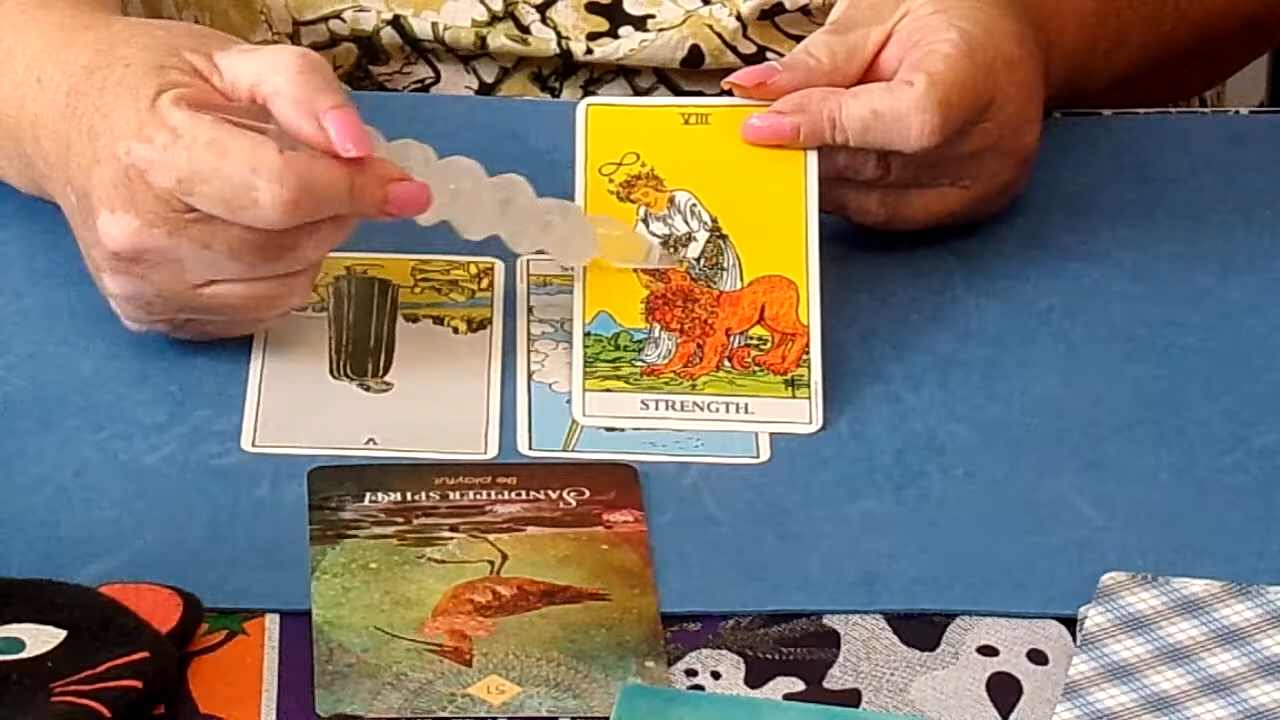 VIII
STRENGTH.
V
51
SANDPIPER SPIRIT
Be playful.